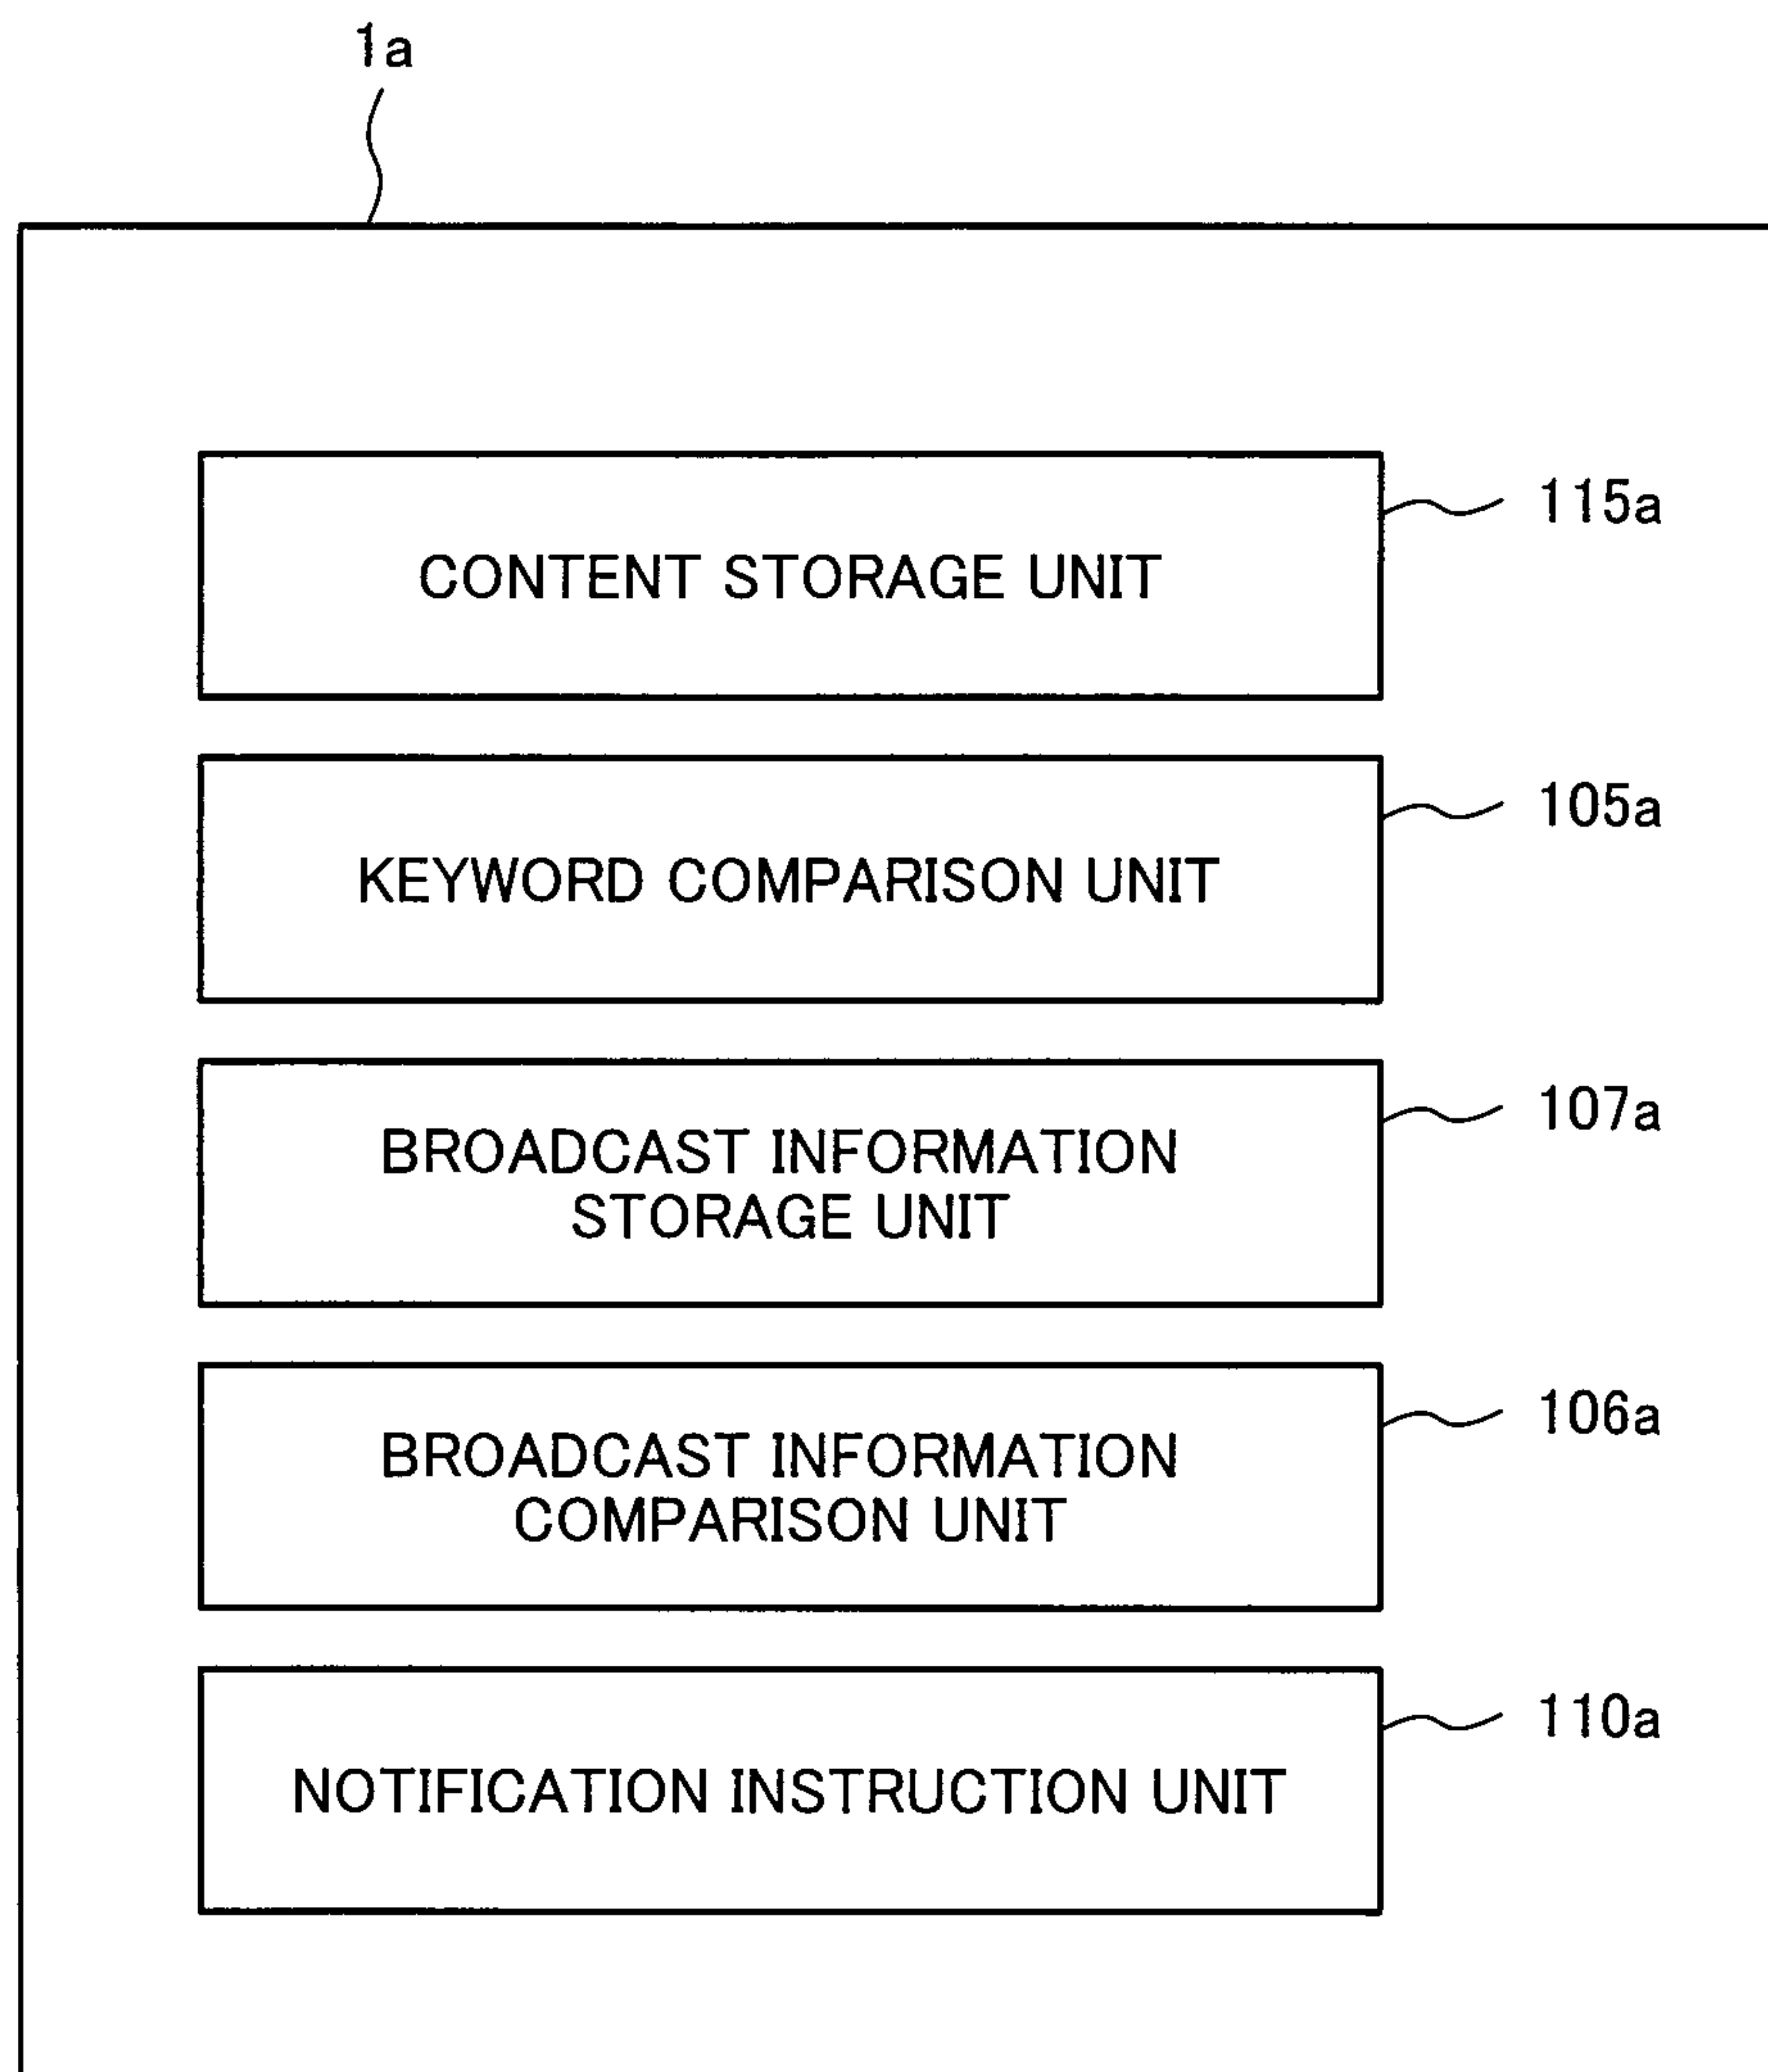 1a
CONTENT STORAGE UNIT
115a
KEYWORD COMPARISON UNIT
105a
BROADCAST INFORMATION
STORAGE UNIT
107a
BROADCAST INFORMATION
COMPARISON UNIT
106a
NOTIFICATION INSTRUCTION UNIT
110a